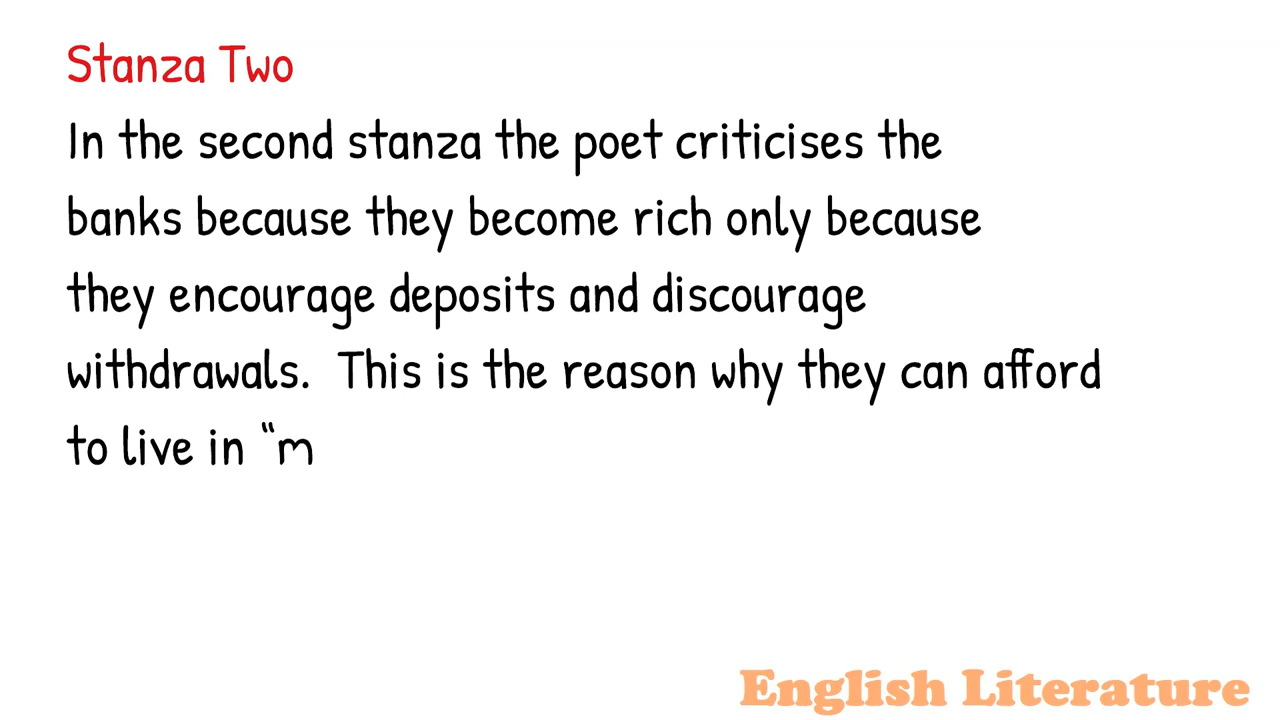 Stanza Two
In the second stanza the poet criticises the
banks because they become rich only because
they encourage deposits and discourage
withdrawals.  This is the reason why they can afford
to live in “m
English Literature